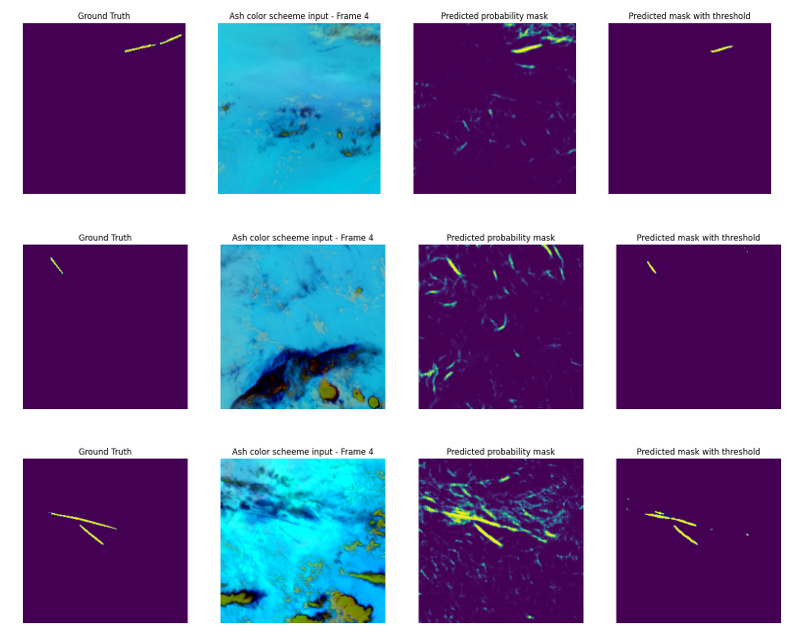 Ground Truth
Ash color scheeme input - Frame 4
Predicted probability mask
Predicted mask with threshold
Ground Truth
Ash color scheeme input - Frame 4
Predicted probability mask
Predicted mask with threshold
Ground Truth
Ash color scheeme input - Frame 4
Predicted probability mask
Predicted mask with threshold